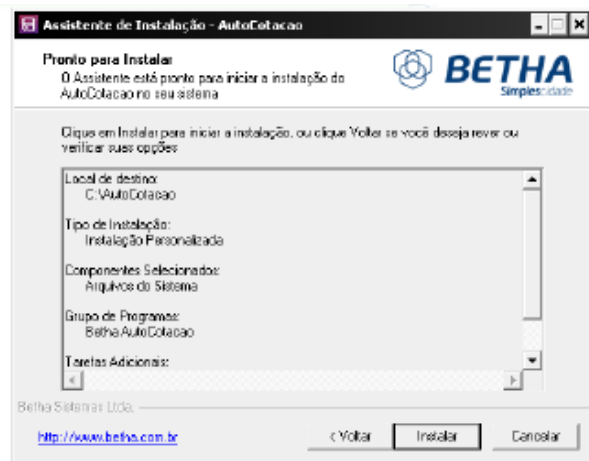 Assistente de Instalação - AutoCotacao
Pronto para Instalar
O Assistente está pronto para iniciar a instalação do
AutoCotacao no seu sistema
BETHA
Simplescidade
Clique em Instalar para iniciar a instalação, ou clique Voltar se você deseja rever ou
verificar suas opções
Local de destino:
C:\AutoCotacao
Tipo de Instalação:
Instalação Personalizada
Componentes Selecionados:
Arquivos do Sistema
Grupo de Programas:
Betha AutoCotacao
Tarefas Adicionais:
Betha Sistemas Ltda.
http://www.betha.com.br
< Voltar
Instalar
Cancelar